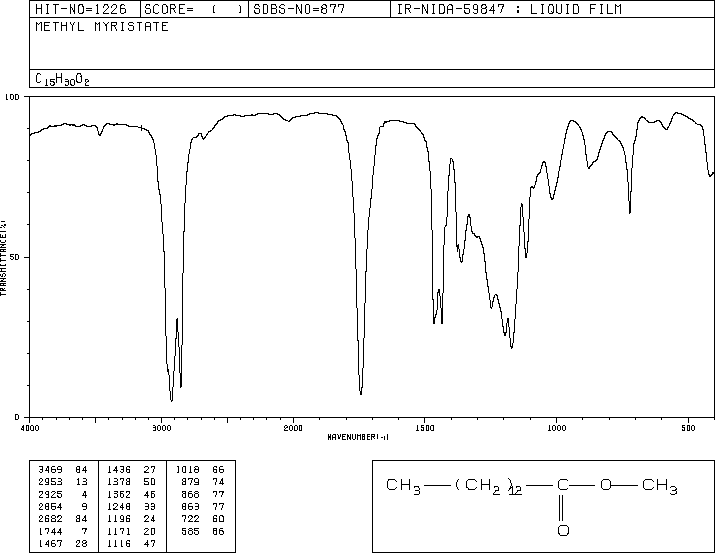 HIT-NO=1226 SCORE= ( ) SDBS-NO=877 IR-NIDA-59847 : LIQUID FILM
METHYL MYRISTATE
C15H30O2
100
50
0
TRANSMITTANCE(%)
4000 3000 2000 1500 1000 500
WAVENUMBER(-1)
3469 84 1436 27 1018 66
2953 13 1378 50 879 74
2925 4 1362 46 868 77
2854 9 1248 33 863 77
2682 84 1196 24 722 60
1744 7 1171 20 585 86
1467 28 1116 47
CH3—(CH2)12—C—O—CH3
O